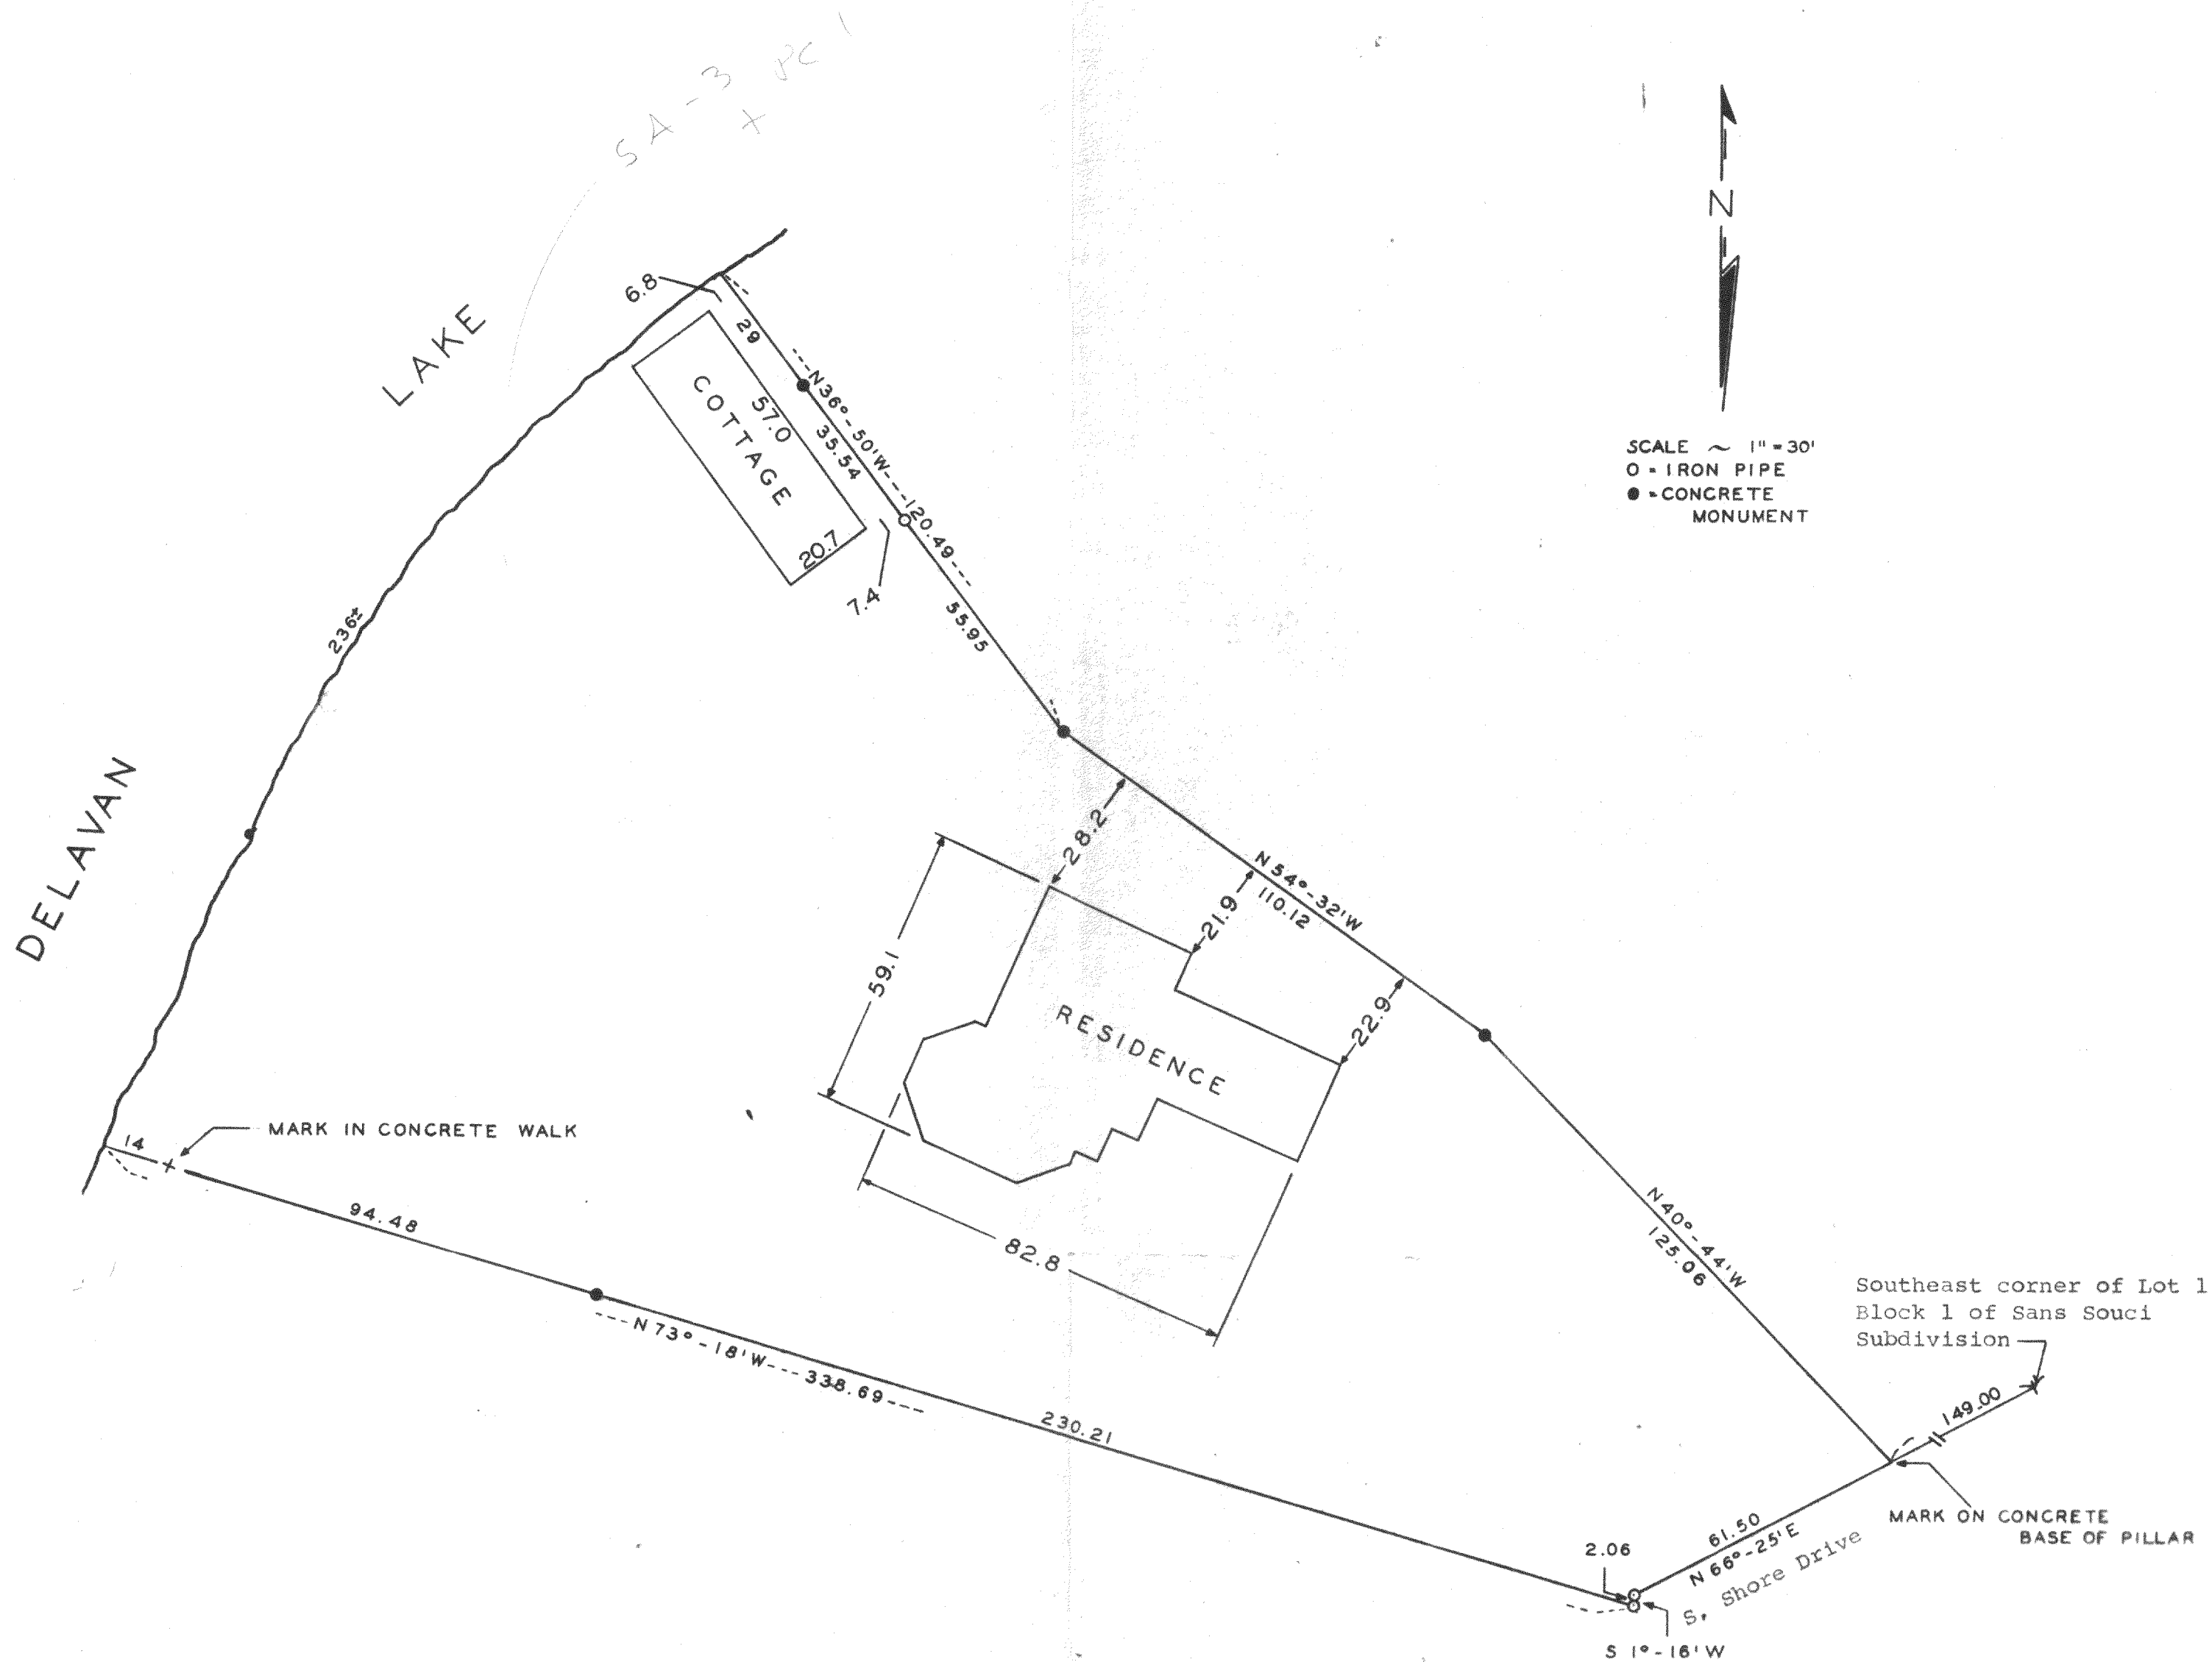 SA-3
+ PC 1
N
SCALE ~ 1" = 30'
O = IRON PIPE
● = CONCRETE
MONUMENT
LAKE
DELAVAN
6.8
29
N36°-50'W---120.49----
57.0
COTTAGE
35.54
20.7
7.4
55.95
236±
28.2
N 54°-32'W
110.12
21.9
59.1
RESIDENCE
22.9
14
MARK IN CONCRETE WALK
94.48
82.8
N40°-44'W
125.06
Southeast corner of Lot 1
Block 1 of Sans Souci
Subdivision
149.00
---N 73°-18'W---338.69----
230.21
61.50
N 66°-25'E
S. Shore Drive
MARK ON CONCRETE
BASE OF PILLAR
2.06
S 1°-16'W